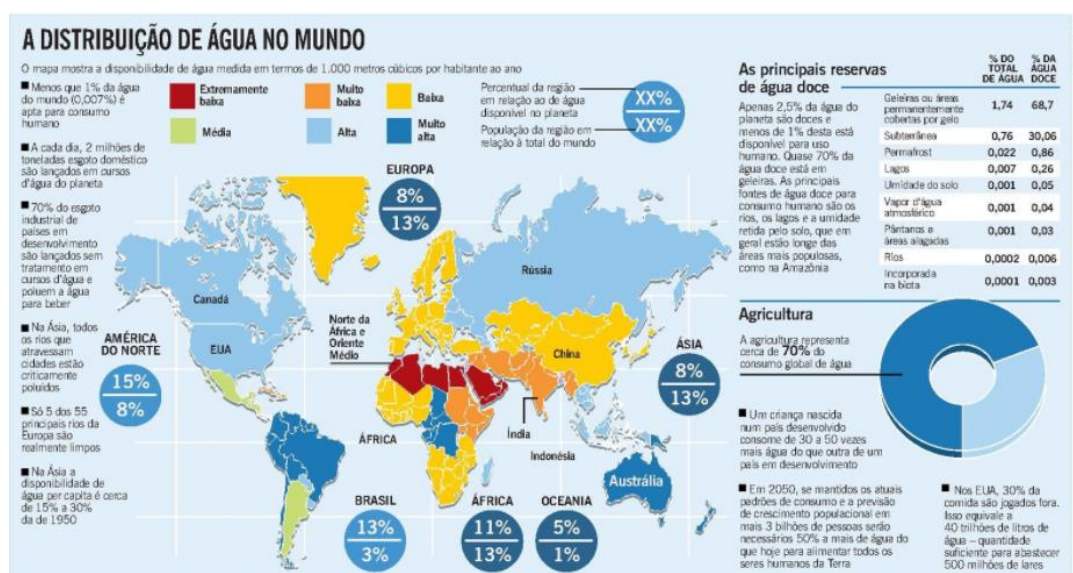 A DISTRIBUIÇÃO DE ÁGUA NO MUNDO
O mapa mostra a disponibilidade de água medida em termos de 1.000 metros cúbicos por habitante ao ano
■ Menos que 1% da água
do mundo (0,007%) é
apta para consumo
humano
■ A cada dia, 2 milhões de
toneladas esgoto doméstico
são lançados em cursos
d'água do planeta
■ 70% do esgoto
industrial de
países em
desenvolvimento
são lançados sem
tratamento em
cursos d'água e
poluem a água
para beber
■ Na Ásia, todos
os rios que
atravessam
cidades estão
criticamente
poluídos
■ Só 5 dos 55
principais rios da
Europa são
realmente limpos
■ Na Ásia a
disponibilidade de
água per capita é cerca
de 15% a 30%
da de 1950
Extremamente
baixa
Muito
baixa
Baixa
Média
Alta
Muito
alta
Percentual da região
em relação ao de água
disponível no planeta
População da região em
relação à total do mundo
XX%
XX%
EUROPA
8%
13%
Canadá
EUA
Rússia
Norte da
África e
Oriente
Médio
China
AMÉRICA
DO NORTE
15%
8%
ÁSIA
8%
13%
ÁFRICA
Índia
Indonésia
Austrália
BRASIL
13%
3%
ÁFRICA
11%
13%
OCEANIA
5%
1%
As principais reservas
de água doce
Apenas 2,5% da água do
planeta são doces e
menos de 1% desta está
disponível para uso
humano. Quase 70% da
água doce está em
geleiras. As principais
fontes de água doce para
consumo humano são os
rios, os lagos e a umidade
retida pelo solo, que em
geral estão longe das
áreas mais populosas,
como na Amazônia
% DO
TOTAL
DE ÁGUA
% DA
ÁGUA
DOCE
Geleiras ou áreas
permanentemente
cobertas por gelo
1,74 68,7
Subterrânea 0,76 30,06
Permafrost 0,022 0,86
Lagos 0,007 0,26
Umidade do solo 0,001 0,05
Vapor d'água
atmosférico
0,001 0,04
Pântanos e
áreas alagadas
0,001 0,03
Rios 0,0002 0,006
Incorporada
na biota
0,0001 0,003
Agricultura
A agricultura representa
cerca de 70% do
consumo global de água
■ Um criança nascida
num país desenvolvido
consome de 30 a 50 vezes
mais água do que outra de um
país em desenvolvimento
■ Em 2050, se mantidos os atuais
padrões de consumo e a previsão
de crescimento populacional em
mais 3 bilhões de pessoas serão
necessários 50% a mais de água do
que hoje para alimentar todos os
seres humanos da Terra
■ Nos EUA, 30% da
comida são jogados fora.
Isso equivale a
40 trilhões de litros de
água – quantidade
suficiente para abastecer
500 milhões de lares